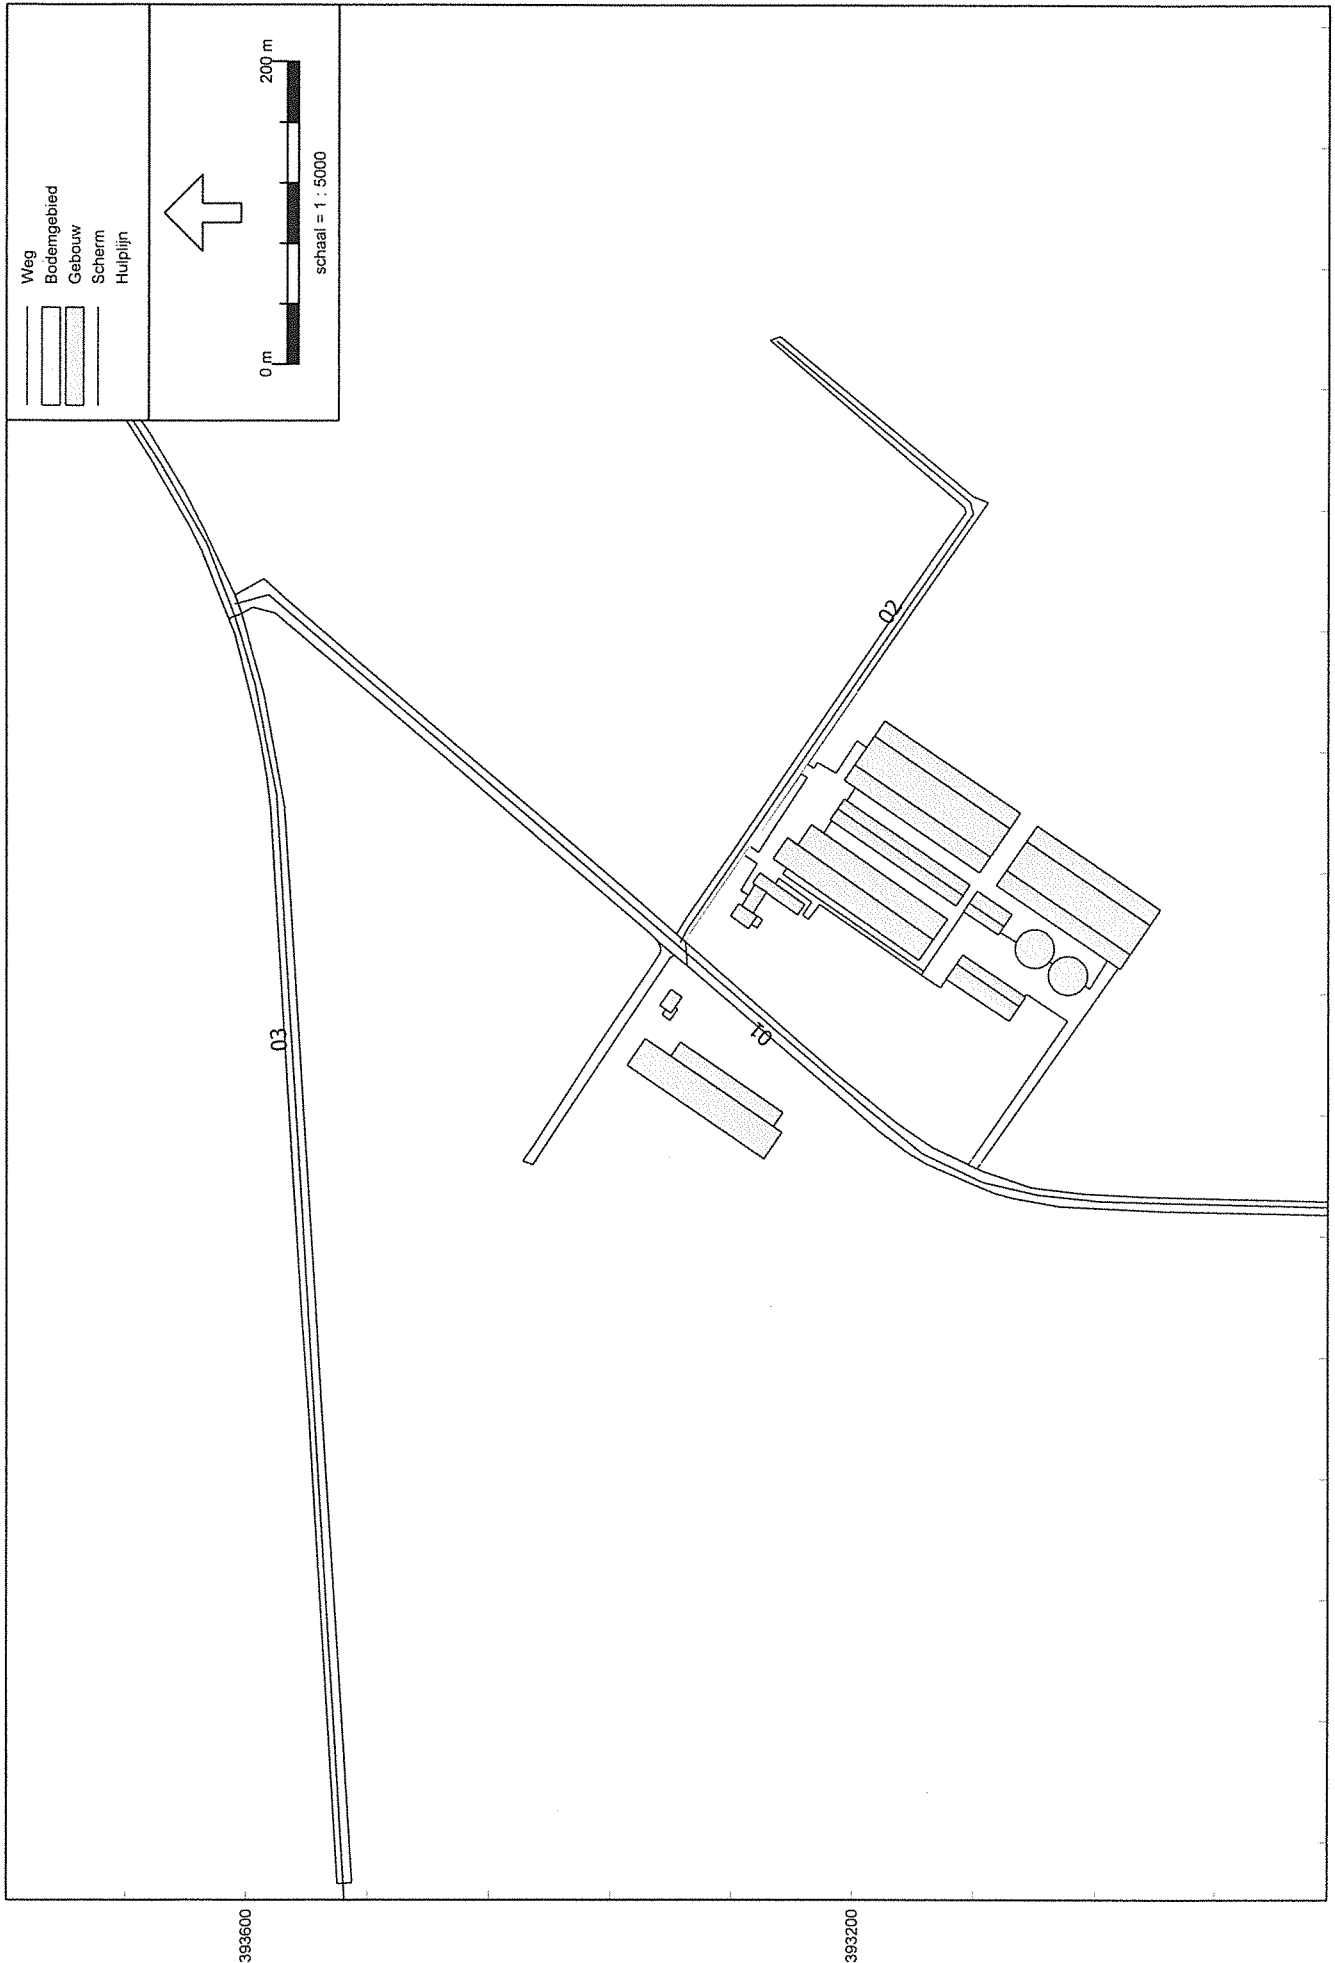 Weg
Bodemgebied
Gebouw
Scherm
Hulplijn
0 m
200 m
schaal = 1 : 5000
03
02
01
393600
393200